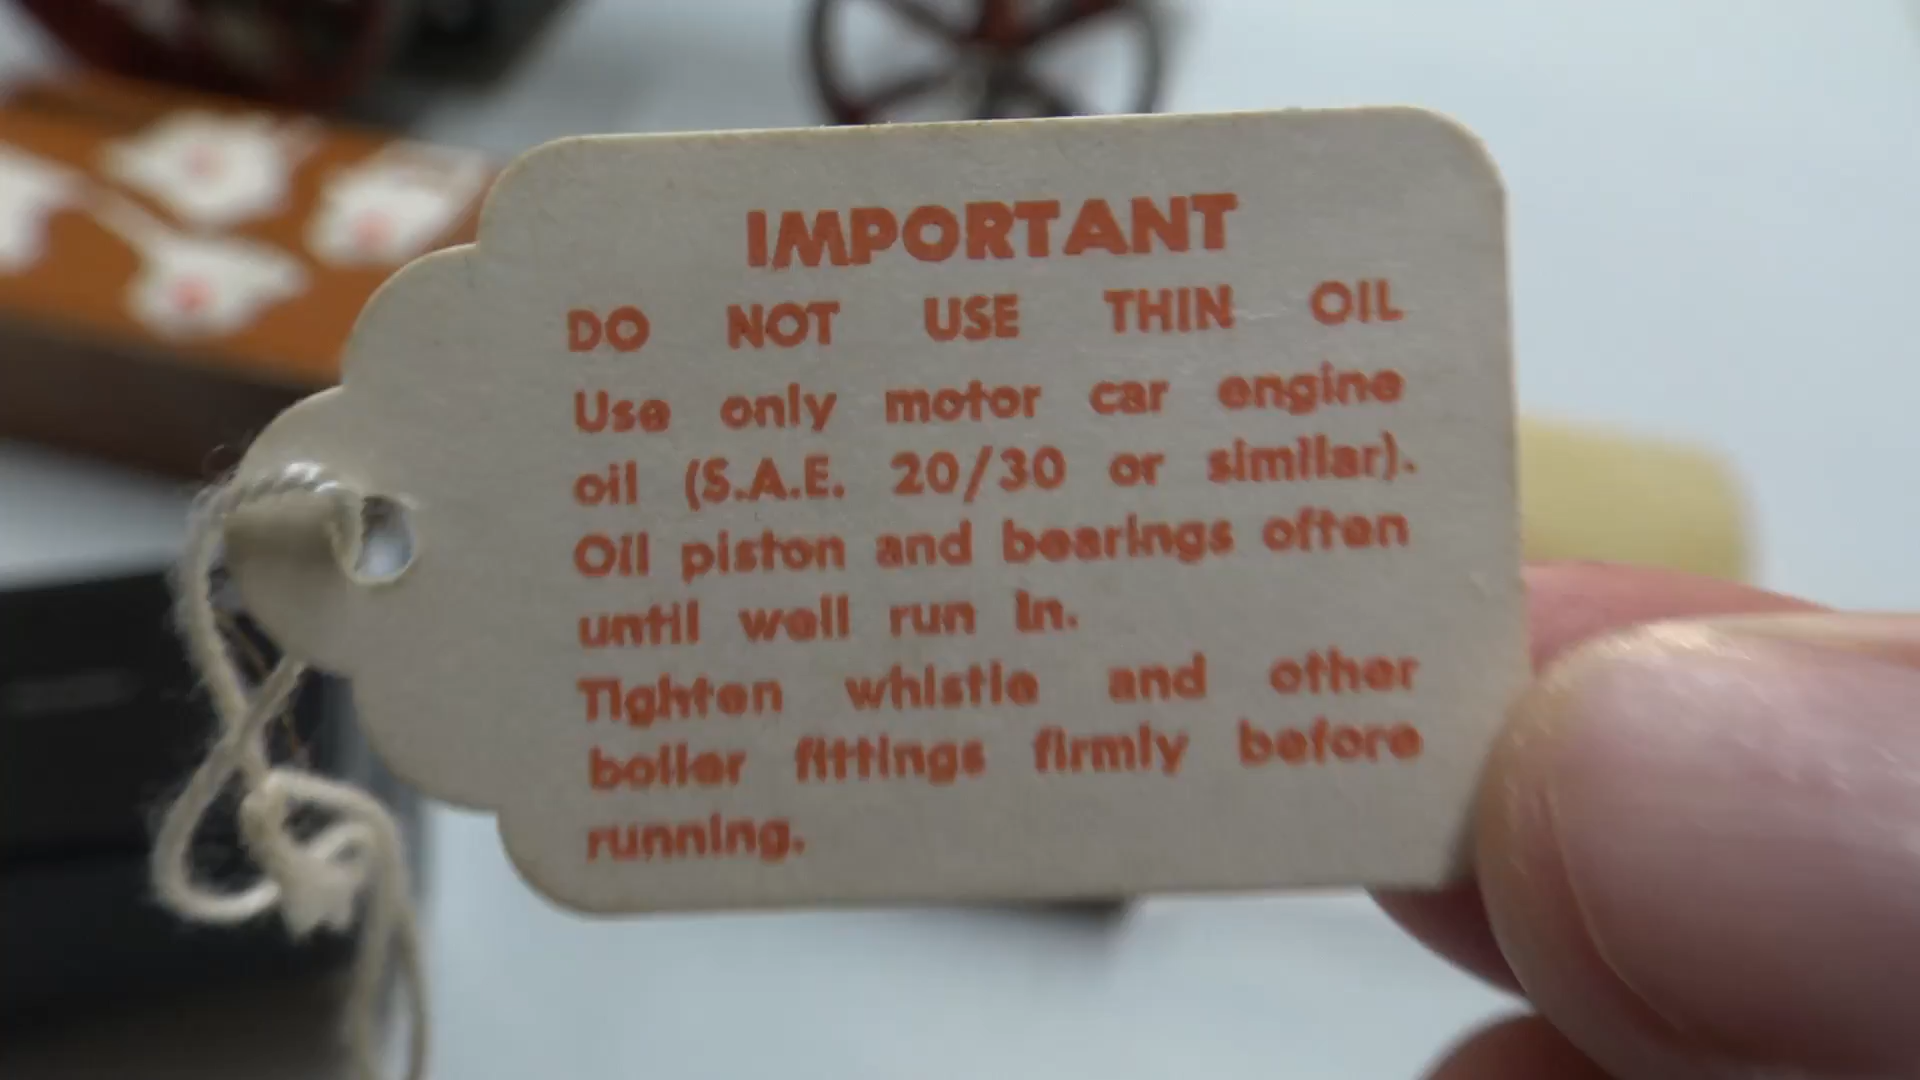 IMPORTANT
DO NOT USE THIN OIL
Use only motor car engine
oil (S.A.E. 20/30 or similar).
Oil piston and bearings often
until well run in.
Tighten whistle and other
boiler fittings firmly before
running.